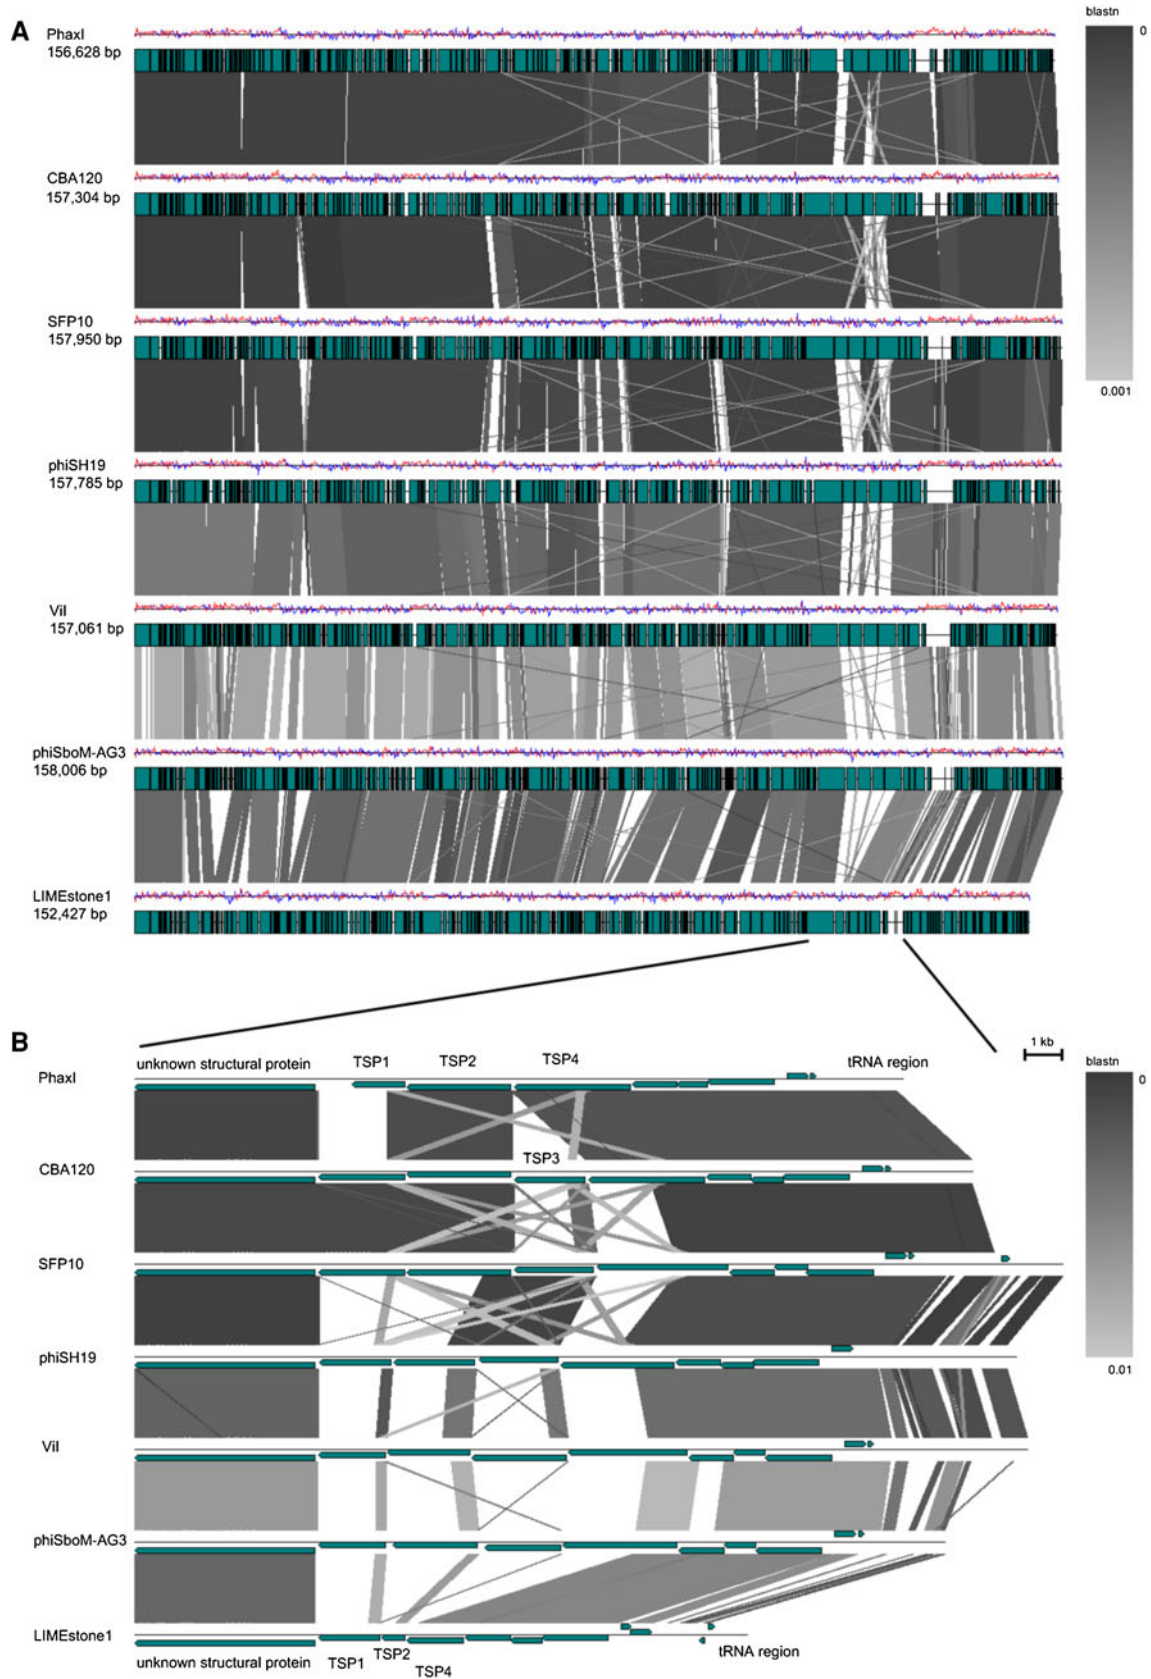 A
PhaxI
156,628 bp
blastn
0
0.001
CBA120
157,304 bp
SFP10
157,950 bp
phiSH19
157,785 bp
ViI
157,061 bp
phiSboM-AG3
158,006 bp
LIMEstone1
152,427 bp
B
1 kb
unknown structural protein
TSP1
TSP2
TSP4
tRNA region
PhaxI
blastn
0
0.01
TSP3
CBA120
SFP10
phiSH19
ViI
phiSboM-AG3
LIMEstone1
unknown structural protein
TSP1
TSP2
TSP4
tRNA region